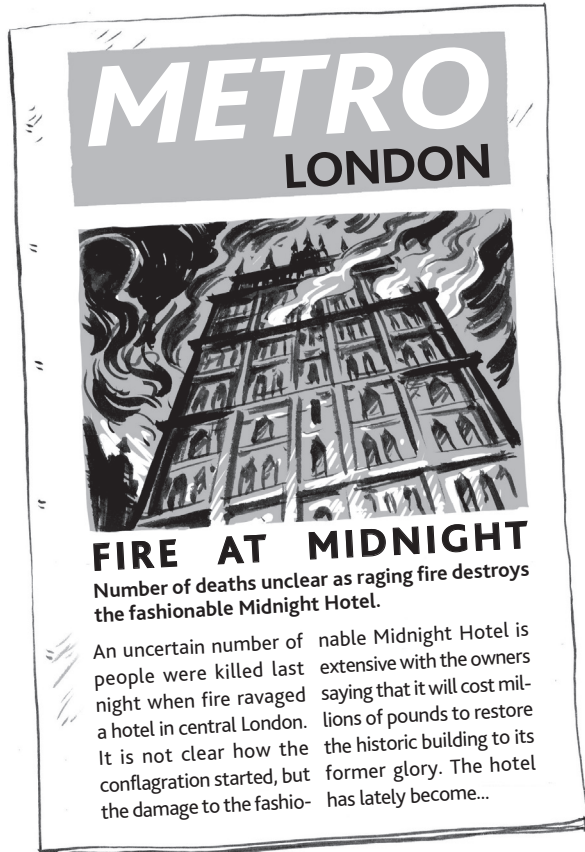 METRO
LONDON
FIRE AT MIDNIGHT
Number of deaths unclear as raging fire destroys
the fashionable Midnight Hotel.
An uncertain number of
people were killed last
night when fire ravaged
a hotel in central London.
It is not clear how the
conflagration started, but
the damage to the fashio-
nable Midnight Hotel is
extensive with the owners
saying that it will cost mil-
lions of pounds to restore
the historic building to its
former glory. The hotel
has lately become...